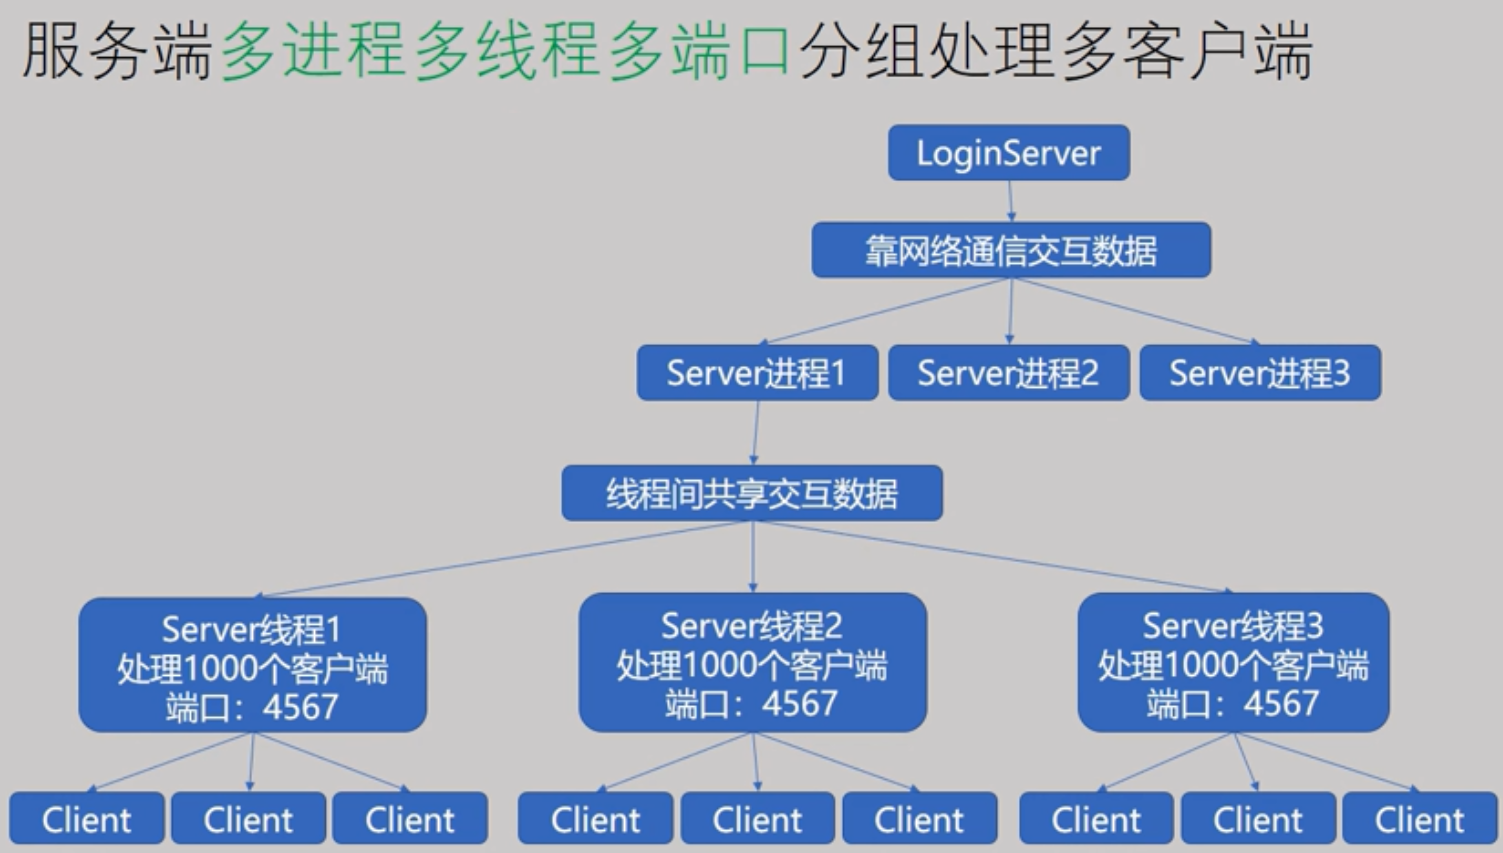 服务端多进程多线程多端口分组处理多客户端
LoginServer
靠网络通信交互数据
Server进程1
Server进程2
Server进程3
线程间共享交互数据
Server线程1
处理1000个客户端
端口：4567
Server线程2
处理1000个客户端
端口：4567
Server线程3
处理1000个客户端
端口：4567
Client
Client
Client
Client
Client
Client
Client
Client
Client